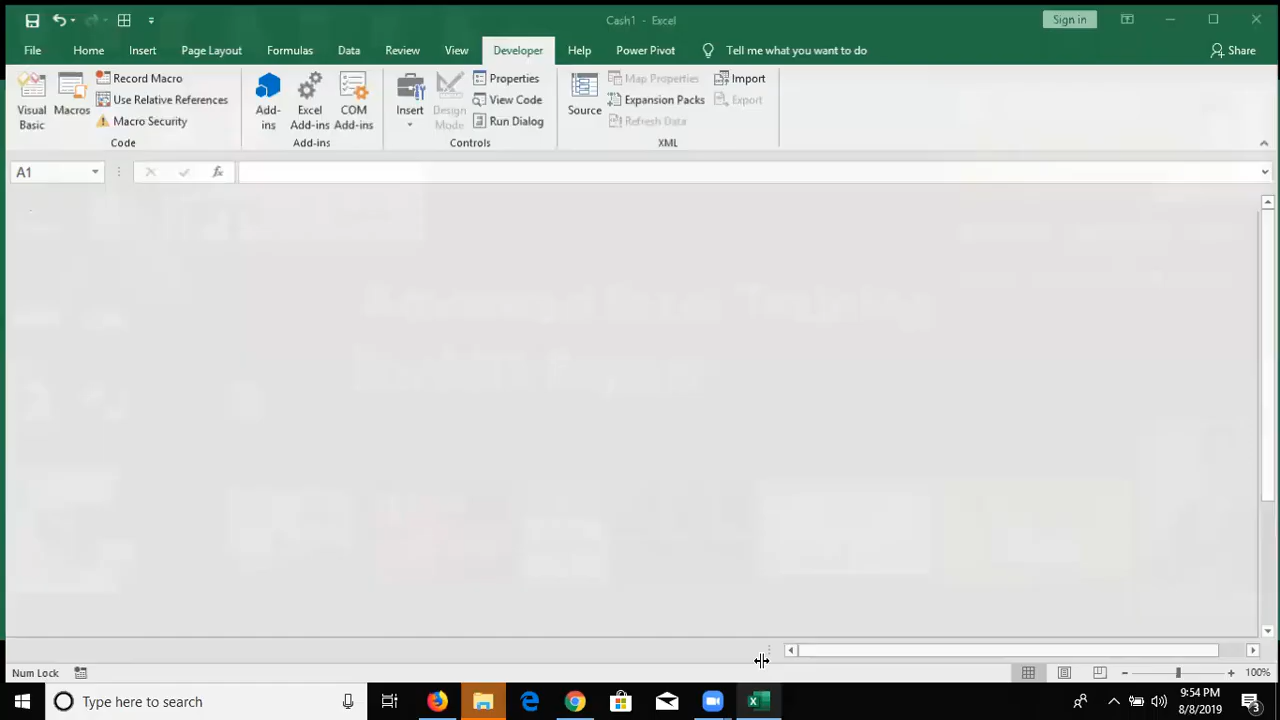 Cash1 - Excel
Sign in
File Home Insert Page Layout Formulas Data Review View Developer Help Power Pivot Tell me what you want to do Share
Visual Basic
Macros
Record Macro
Use Relative References
Macro Security
Code
Add-ins
Excel Add-ins
COM Add-ins
Add-ins
Insert
Design Mode
Properties
View Code
Run Dialog
Controls
Source
Map Properties
Expansion Packs
Refresh Data
Import
Export
XML
A1
fx
Num Lock
100%
Type here to search
9:54 PM
8/8/2019
3